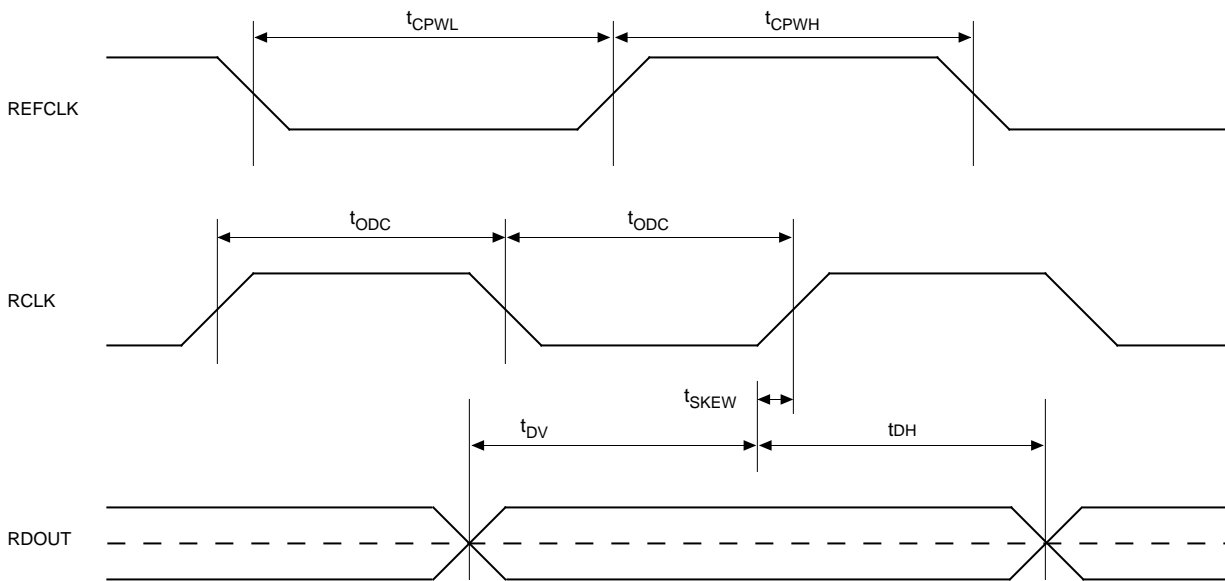 tCPWL tCPWH
REFCLK
tODC tODC
RCLK
tSKEW
tDV tDH
RDOUT